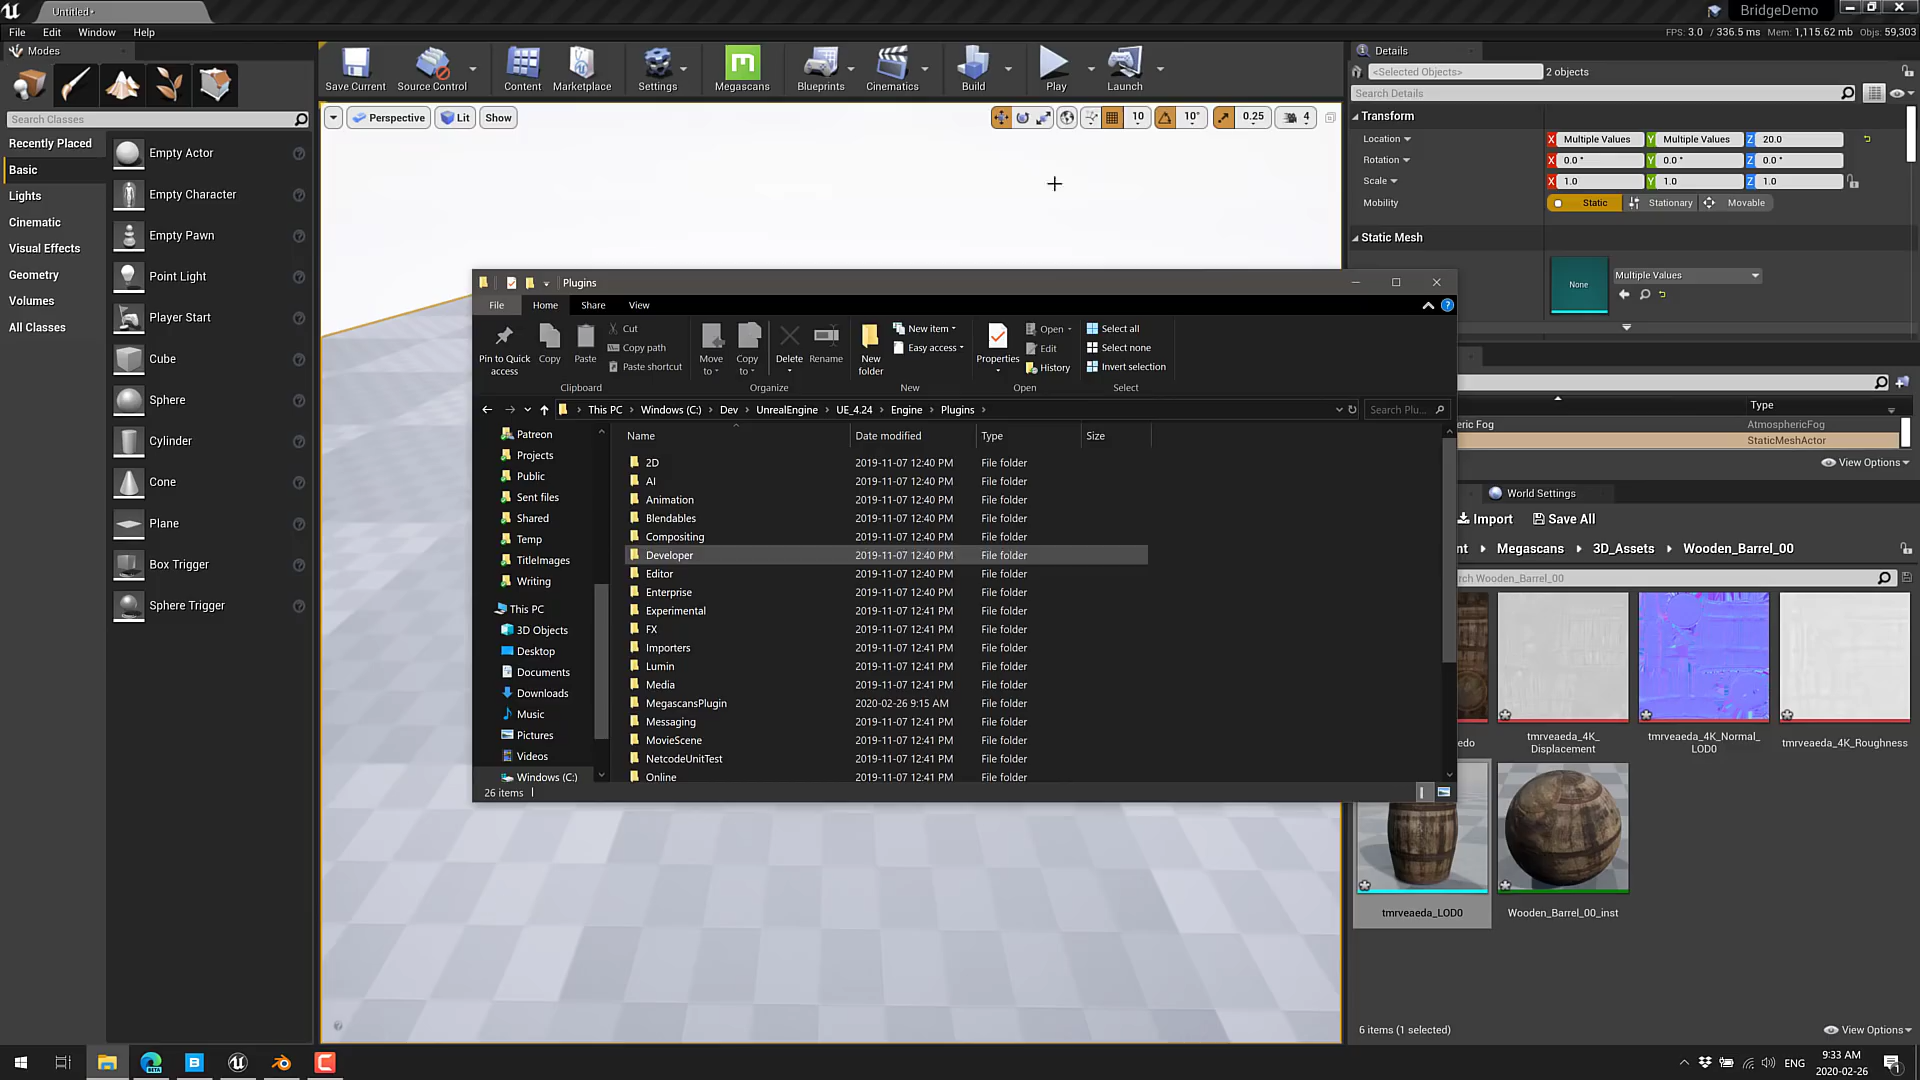 Untitled•
BridgeDemo
File Edit Window Help
FPS: 3.0 / 336.5 ms Mem: 1,115.62 mb Objs: 59,303
Modes
Search Classes
Recently Placed
Basic
Lights
Cinematic
Visual Effects
Geometry
Volumes
All Classes
Empty Actor
Empty Character
Empty Pawn
Point Light
Player Start
Cube
Sphere
Cylinder
Cone
Plane
Box Trigger
Sphere Trigger
Save Current Source Control Content Marketplace Settings Megascans Blueprints Cinematics Build Play Launch
Perspective Lit Show
10 10° 0.25 4
Details
<Selected Objects> 2 objects
Search Details
Transform
Location X Multiple Values Y Multiple Values Z 20.0
Rotation X 0.0 ° Y 0.0 ° Z 0.0 °
Scale X 1.0 Y 1.0 Z 1.0
Mobility Static Stationary Movable
Static Mesh
None Multiple Values
Plugins
File Home Share View
Pin to Quick access
Copy
Paste
Cut
Copy path
Paste shortcut
Clipboard
Move to
Copy to
Delete
Rename
Organize
New folder
New item
Easy access
New
Properties
Open
Edit
History
Open
Select all
Select none
Invert selection
Select
This PC › Windows (C:) › Dev › UnrealEngine › UE_4.24 › Engine › Plugins ›
Search Plu...
Patreon
Projects
Public
Sent files
Shared
Temp
TitleImages
Writing
This PC
3D Objects
Desktop
Documents
Downloads
Music
Pictures
Videos
Windows (C:)
Name Date modified Type Size
2D 2019-11-07 12:40 PM File folder
AI 2019-11-07 12:40 PM File folder
Animation 2019-11-07 12:40 PM File folder
Blendables 2019-11-07 12:40 PM File folder
Compositing 2019-11-07 12:40 PM File folder
Developer 2019-11-07 12:40 PM File folder
Editor 2019-11-07 12:40 PM File folder
Enterprise 2019-11-07 12:40 PM File folder
Experimental 2019-11-07 12:41 PM File folder
FX 2019-11-07 12:41 PM File folder
Importers 2019-11-07 12:41 PM File folder
Lumin 2019-11-07 12:41 PM File folder
Media 2019-11-07 12:41 PM File folder
MegascansPlugin 2020-02-26 9:15 AM File folder
Messaging 2019-11-07 12:41 PM File folder
MovieScene 2019-11-07 12:41 PM File folder
NetcodeUnitTest 2019-11-07 12:41 PM File folder
Online 2019-11-07 12:41 PM File folder
26 items
Type
eric Fog AtmosphericFog
StaticMeshActor
View Options
World Settings
Import Save All
nt Megascans 3D_Assets Wooden_Barrel_00
rch Wooden_Barrel_00
edo
tmrveaeda_4K_
Displacement
tmrveaeda_4K_Normal_
LOD0
tmrveaeda_4K_Roughness
tmrveaeda_LOD0
Wooden_Barrel_00_inst
6 items (1 selected)
View Options
BETA
ENG
9:33 AM
2020-02-26
1